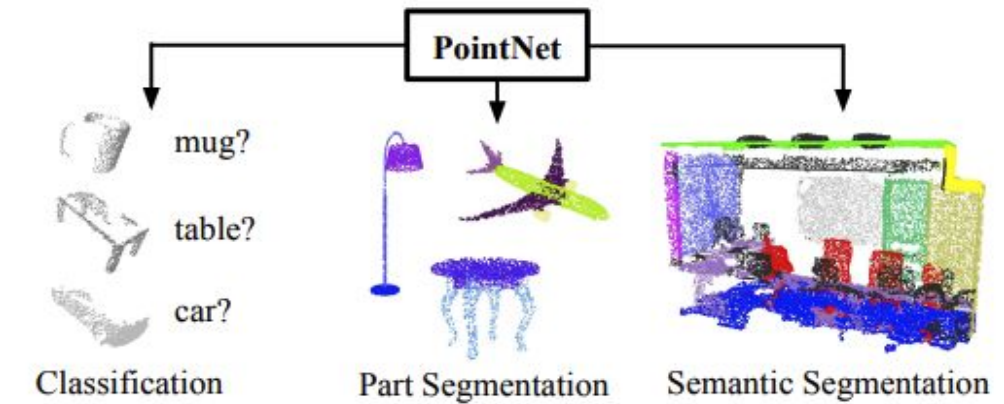 PointNet
mug?
table?
car?
Classification
Part Segmentation
Semantic Segmentation